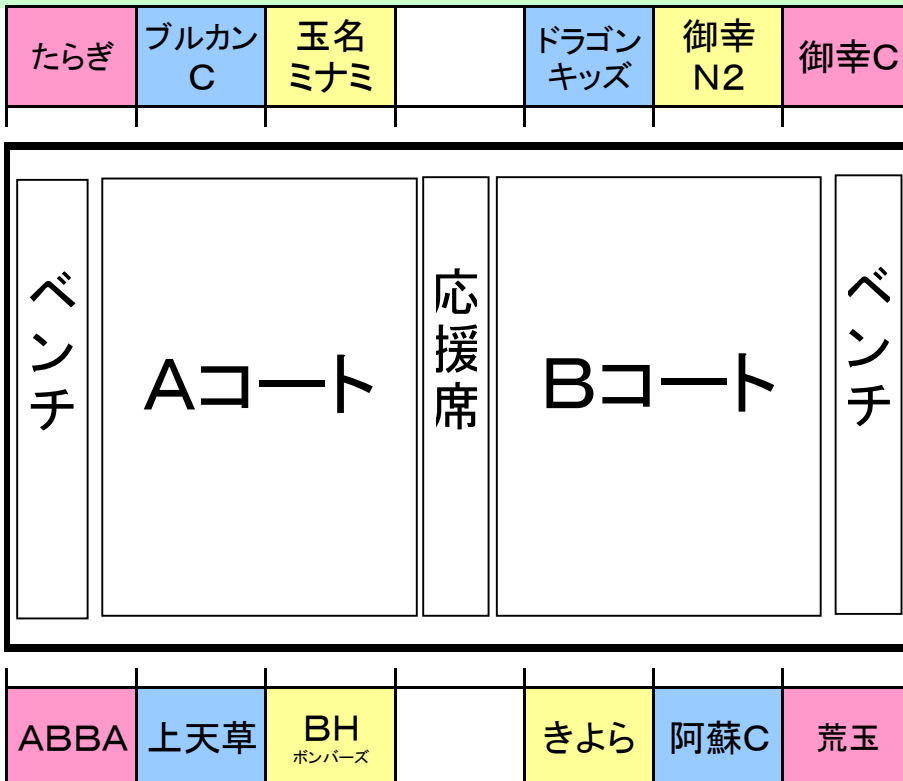 たらぎ
ブルカン
C
玉名
ミナミ
ドラゴン
キッズ
御幸
N2
御幸C
ベンチ
Aコート
応援席
Bコート
ベンチ
ABBA
上天草
BH
ボンバーズ
きよら
阿蘇C
荒玉